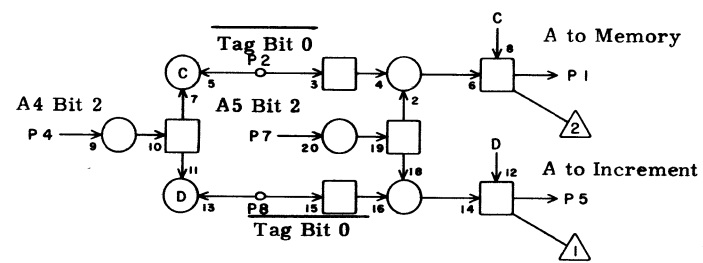 C
Tag Bit 0
A to Memory
P2
8
C
5
3
4
6
P1
7
2
A4 Bit 2
A5 Bit 2
P4
P7
2
9
10
20
19
D
11
18
12
A to Increment
D
P5
13
P8
15
16
14
Tag Bit 0
1